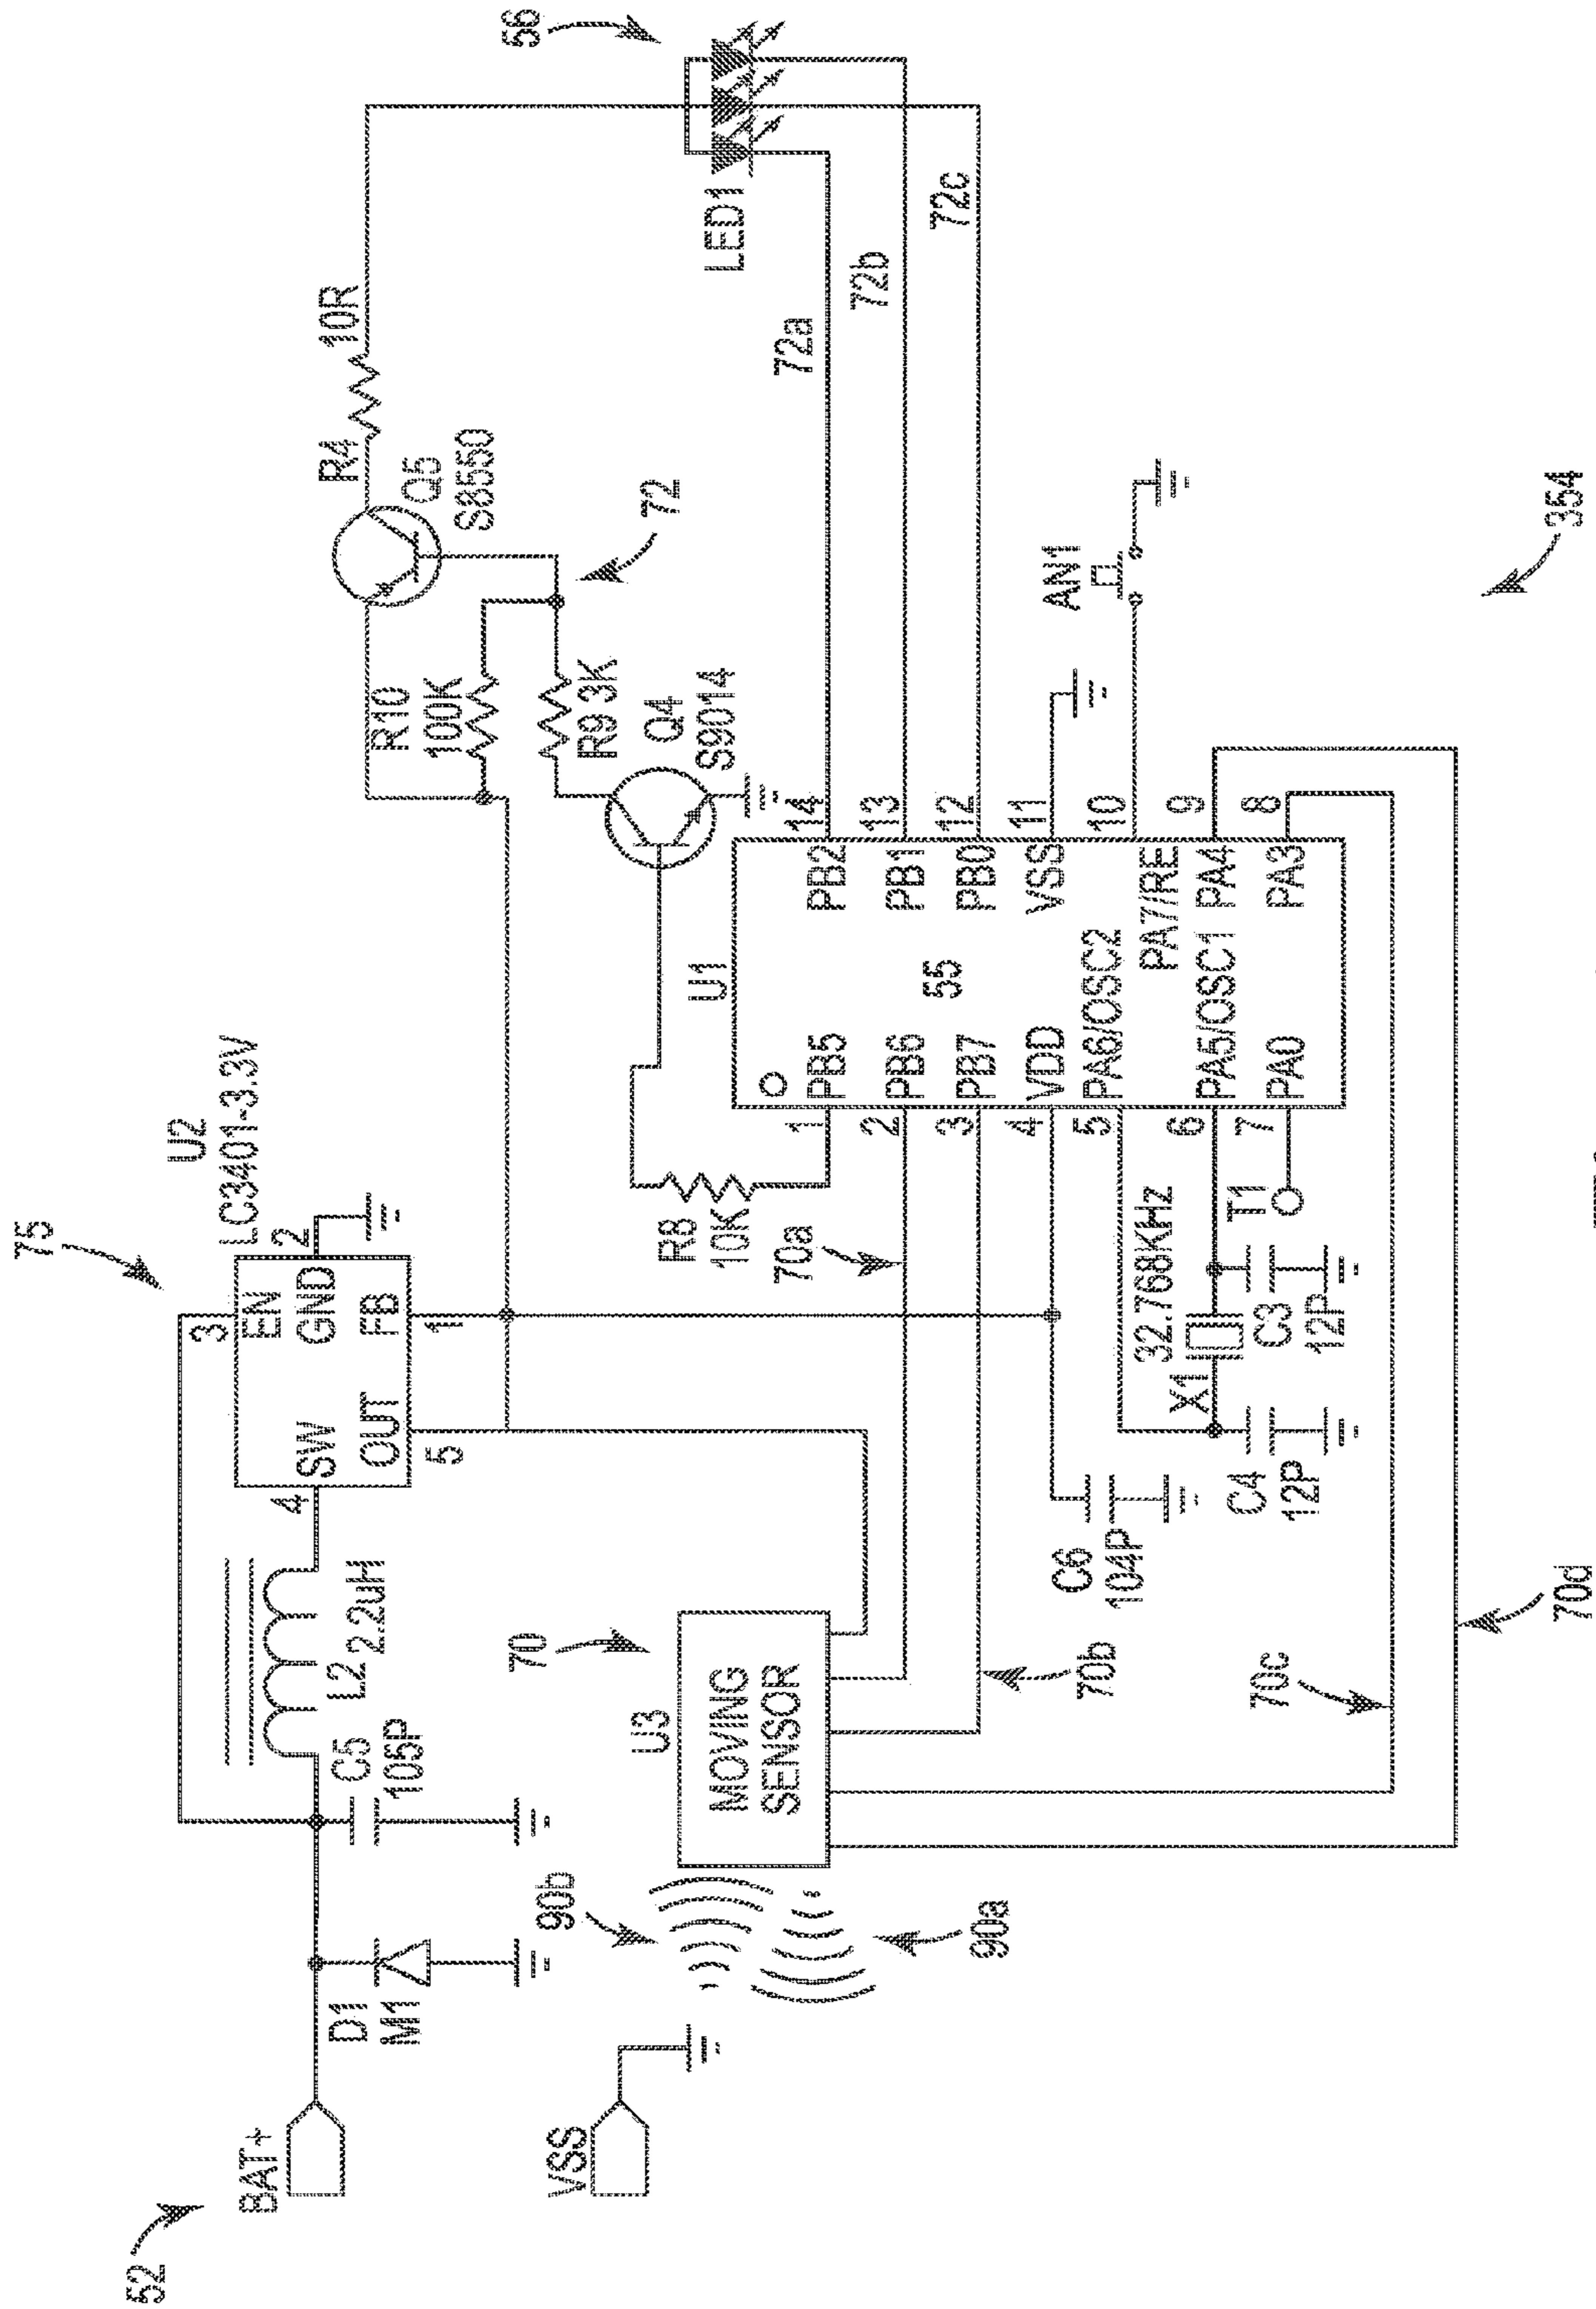 52
BAT+
VSS
D1
M1
C5
105P
L2 2.2uH
75
U2
LC3401-3.3V
4
SW
OUT
5
3
EN
GND
FB
1
2
90b
90a
70
U3
MOVING
SENSOR
70a
70b
70c
70d
C6
104P
C4
12P
X1
32.768KHz
C3
12P
T1
R8
10K
U1
55
1
PB5
2
PB6
3
PB7
4
VDD
5
PA6/OSC2
6
PA5/OSC1
7
PA0
14
PB2
13
PB1
12
PB0
11
VSS
10
PA7/RE
9
PA4
8
PA3
Q4
S9014
R9 3K
R10
100K
72
Q5
S8550
R4
10R
AN1
72a
72b
72c
LED1
56
354